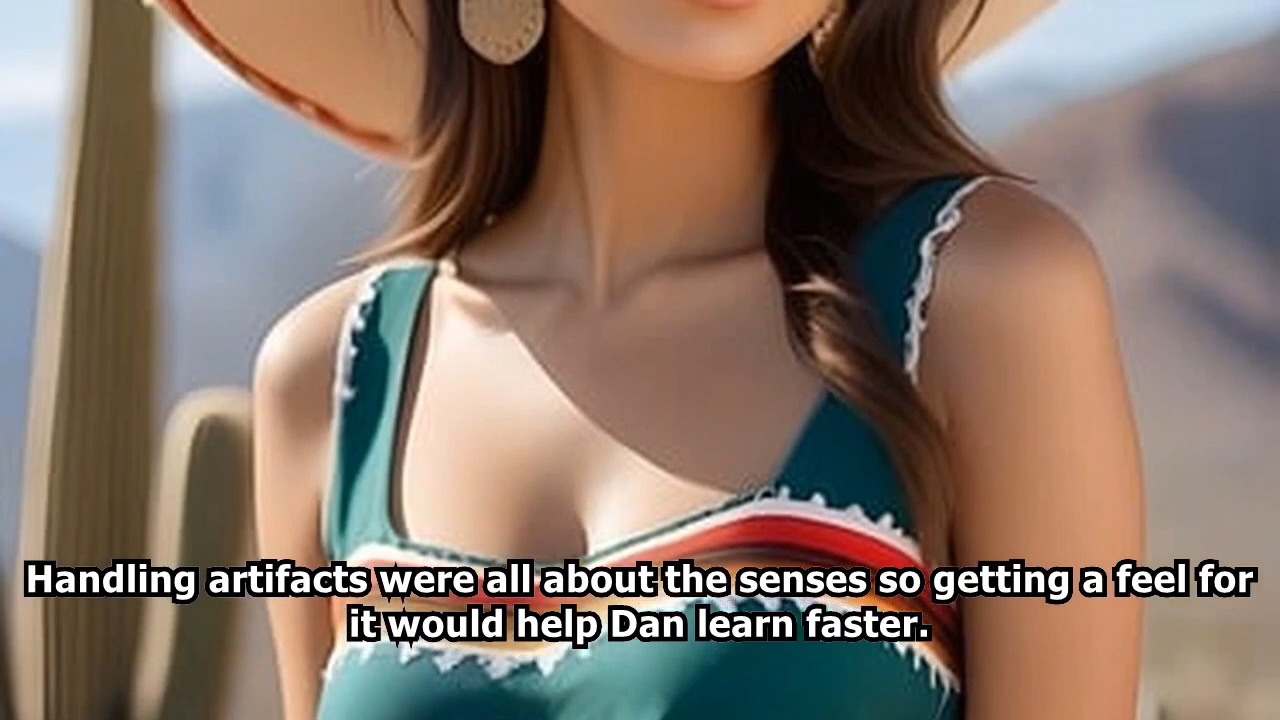 Handling artifacts were all about the senses so getting a feel for
it would help Dan learn faster.